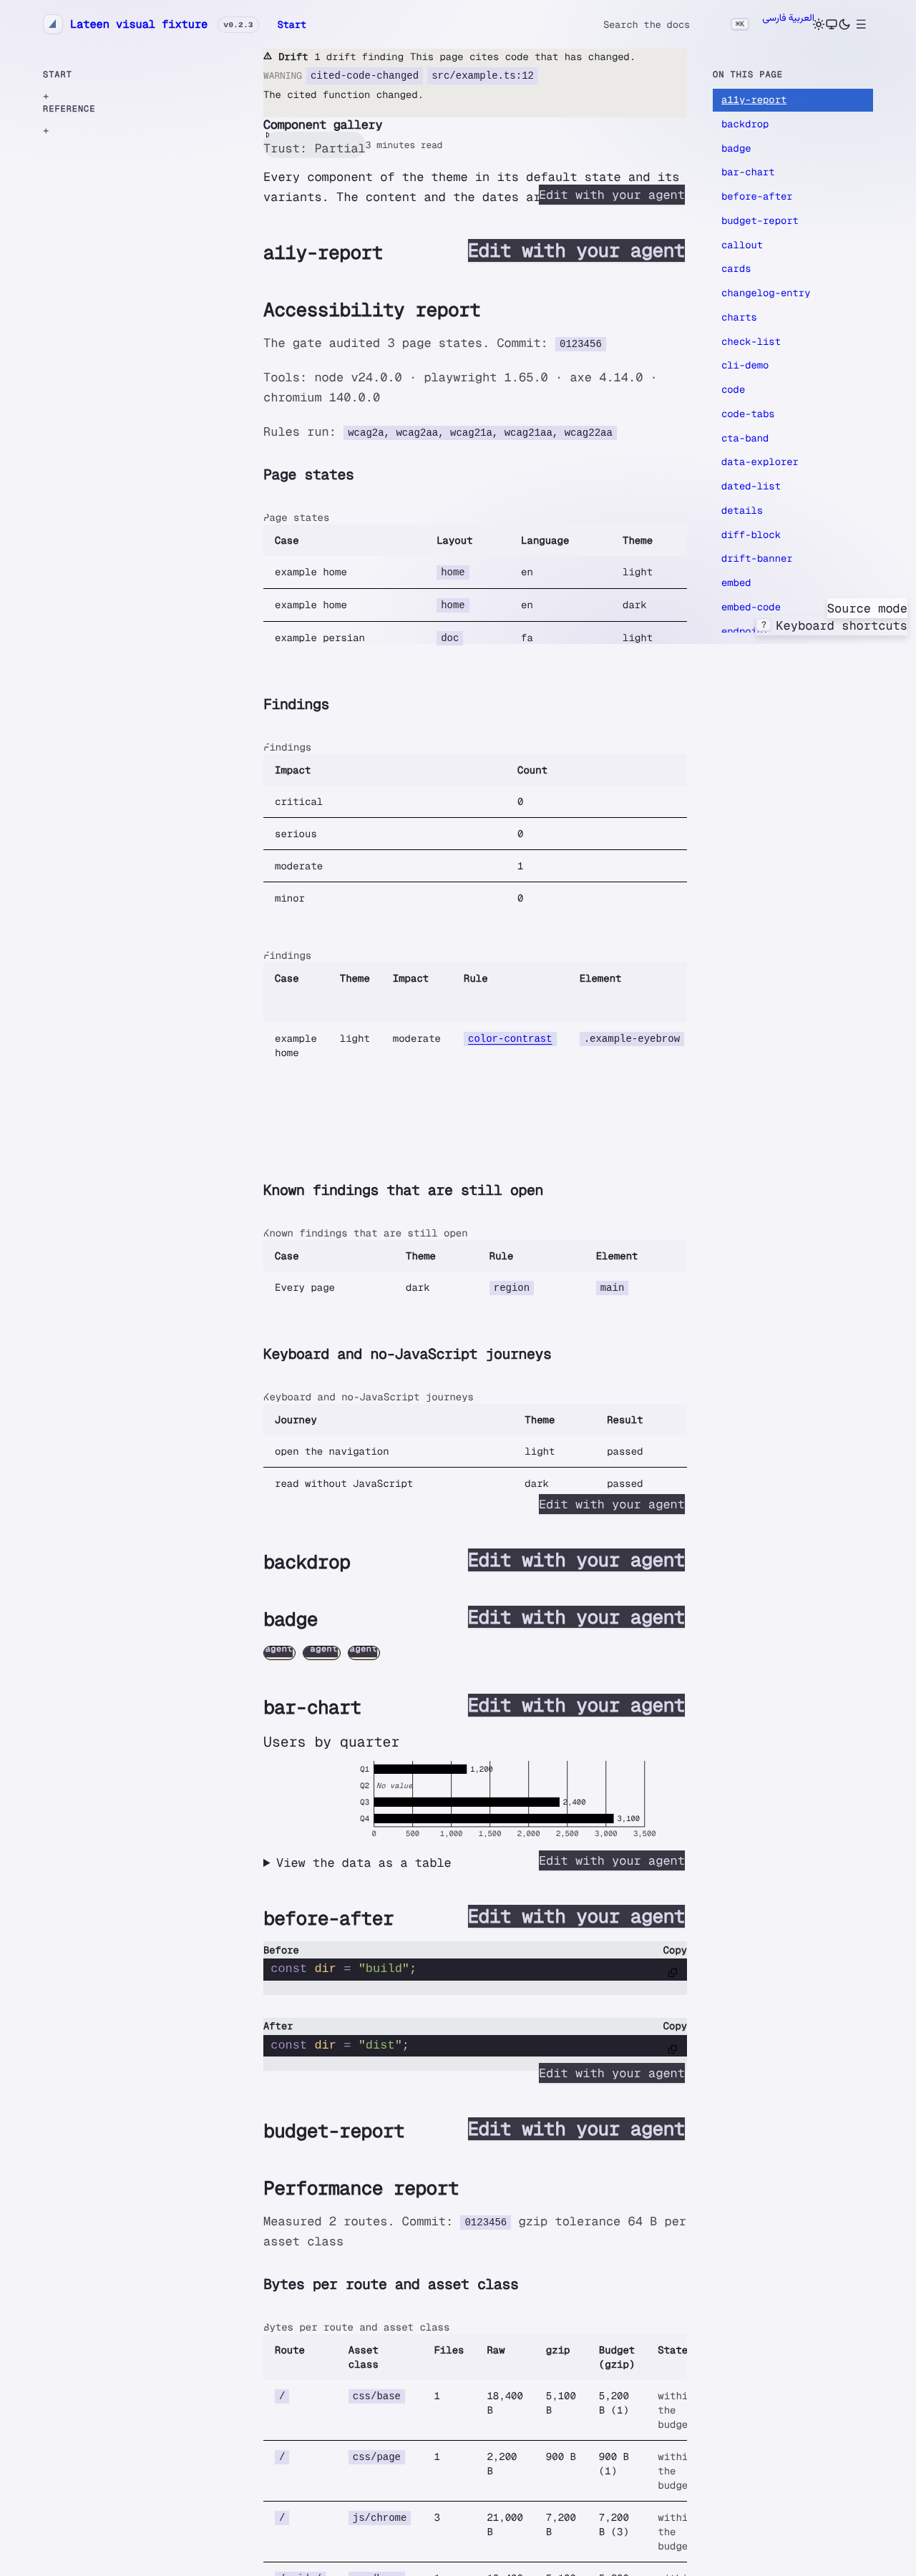 Lateen visual fixture v0.2.3 Start Search the docs ⌘K العربية فارسی
START
+
REFERENCE
+
Drift 1 drift finding This page cites code that has changed.
WARNING cited-code-changed src/example.ts:12
The cited function changed.
Component gallery
Trust: Partial 3 minutes read
Every component of the theme in its default state and its
variants. The content and the dates
Edit with your agent
a11y-report Edit with your agent
Accessibility report
The gate audited 3 page states. Commit: 0123456
Tools: node v24.0.0 · playwright 1.65.0 · axe 4.14.0 ·
chromium 140.0.0
Rules run: wcag2a, wcag2aa, wcag21a, wcag21aa, wcag22aa
Page states
Page states
Case Layout Language Theme
example home home en light
example home home en dark
example persian doc fa light
Findings
Findings
Impact Count
critical 0
serious 0
moderate 1
minor 0
Findings
Case Theme Impact Rule Element
example home light moderate color-contrast .example-eyebrow
Known findings that are still open
Known findings that are still open
Case Theme Rule Element
Every page dark region main
Keyboard and no-JavaScript journeys
Keyboard and no-JavaScript journeys
Journey Theme Result
open the navigation light passed
read without JavaScript dark passed
Edit with your agent
backdrop Edit with your agent
badge Edit with your agent
agent agent agent
bar-chart Edit with your agent
Users by quarter
Q1 1,200
Q2 No value
Q3 2,400
Q4 3,100
0 500 1,000 1,500 2,000 2,500 3,000 3,500
View the data as a table Edit with your agent
before-after Edit with your agent
Before Copy
const dir = "build";
After Copy
const dir = "dist";
Edit with your agent
budget-report Edit with your agent
Performance report
Measured 2 routes. Commit: 0123456 gzip tolerance 64 B per
asset class
Bytes per route and asset class
Bytes per route and asset class
Route Asset class Files Raw gzip Budget (gzip) State
/ css/base 1 18,400 B 5,100 B 5,200 B (1) the
/ css/page 1 2,200 B 900 B 900 B (1) the
/ js/chrome 3 21,000 B 7,200 B 7,200 B (3) the
ON THIS PAGE
a11y-report
backdrop
badge
bar-chart
before-after
budget-report
callout
cards
changelog-entry
charts
check-list
cli-demo
code
code-tabs
cta-band
data-explorer
dated-list
details
diff-block
drift-banner
embed
embed-code
Source mode
? Keyboard shortcuts